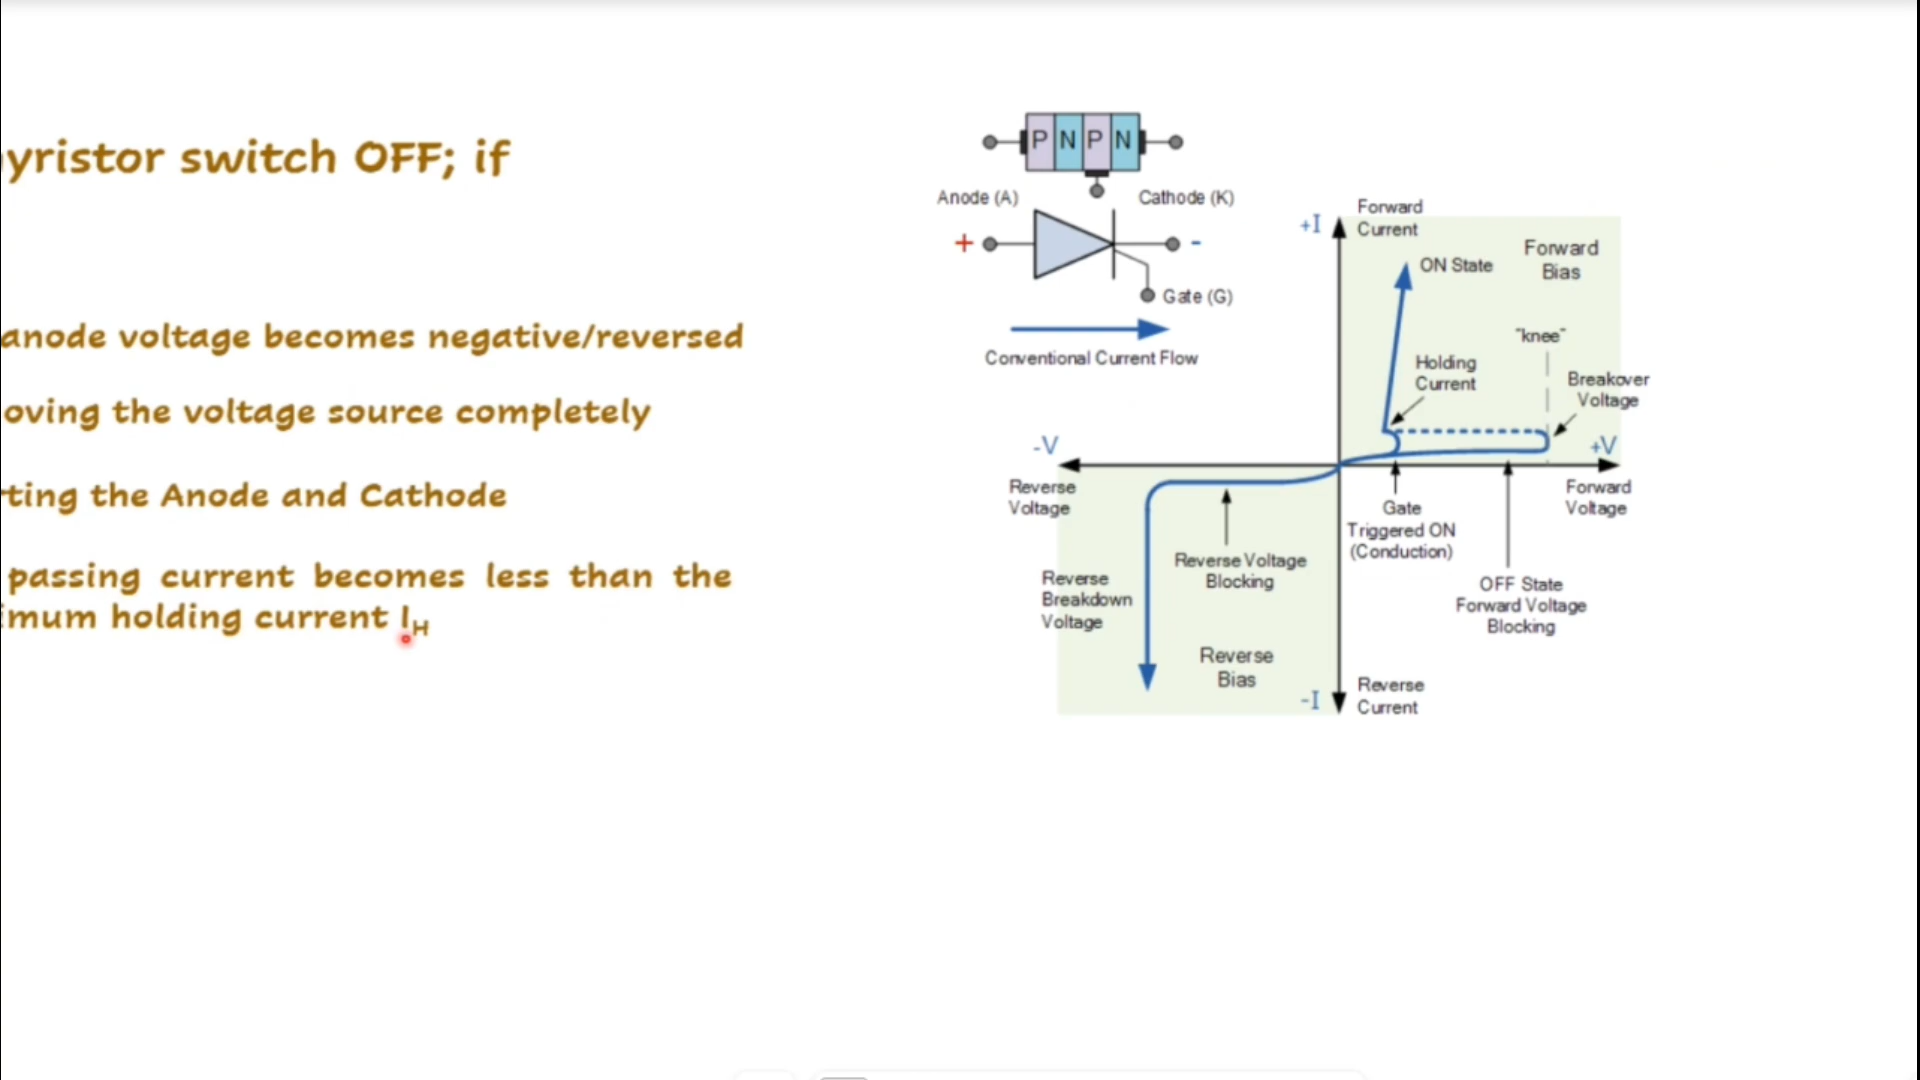 yristor switch OFF; if
anode voltage becomes negative/reversed
oving the voltage source completely
ting the Anode and Cathode
passing current becomes less than the
imum holding current I_H
P N P N
Anode (A)
Cathode (K)
+
-
Gate (G)
Conventional Current Flow
+I
Forward
Current
ON State
Forward
Bias
"knee"
Holding
Current
Breakover
Voltage
-V
+V
Reverse
Voltage
Forward
Voltage
Gate
Triggered ON
(Conduction)
Reverse Voltage
Blocking
Reverse
Breakdown
Voltage
OFF State
Forward Voltage
Blocking
Reverse
Bias
-I
Reverse
Current